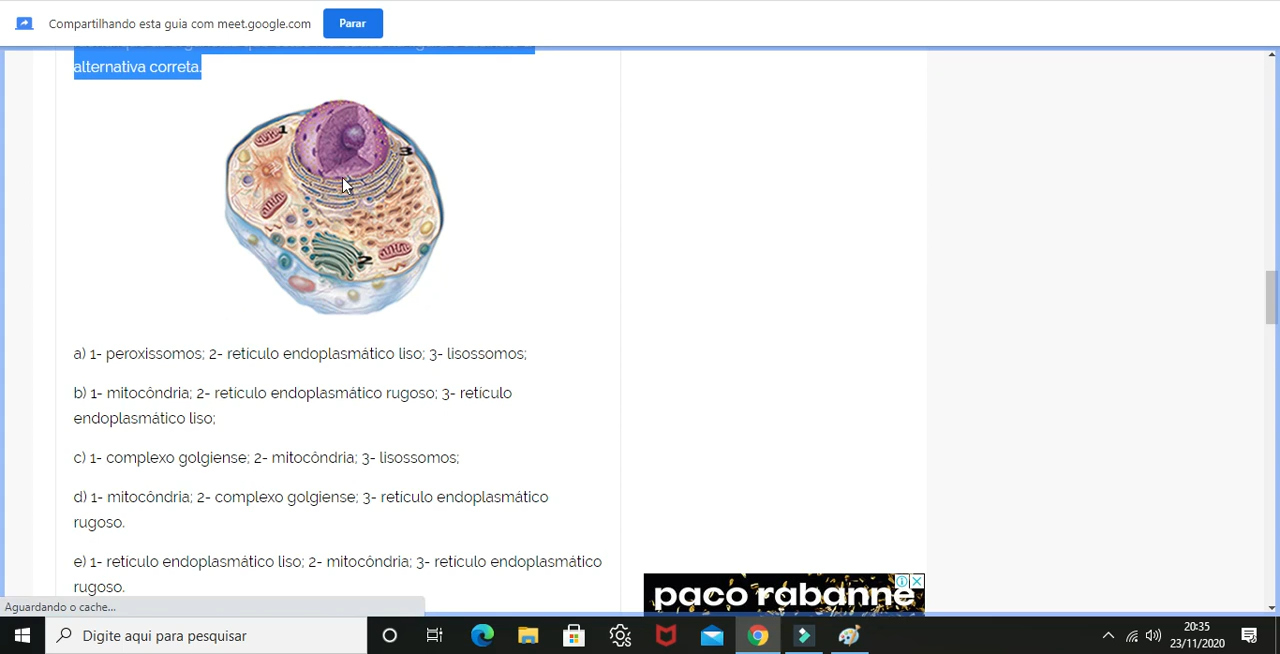 Compartilhando esta guia com meet.google.com
Parar
alternativa correta.
1
3
2
a) 1- peroxissomos; 2- retículo endoplasmático liso; 3- lisossomos;
b) 1- mitocôndria; 2- retículo endoplasmático rugoso; 3- retículo
endoplasmático liso;
c) 1- complexo golgiense; 2- mitocôndria; 3- lisossomos;
d) 1- mitocôndria; 2- complexo golgiense; 3- retículo endoplasmático
rugoso.
e) 1- retículo endoplasmático liso; 2- mitocôndria; 3- retículo endoplasmático
rugoso.
paco rabanne
Aguardando o cache...
Digite aqui para pesquisar
20:35
23/11/2020